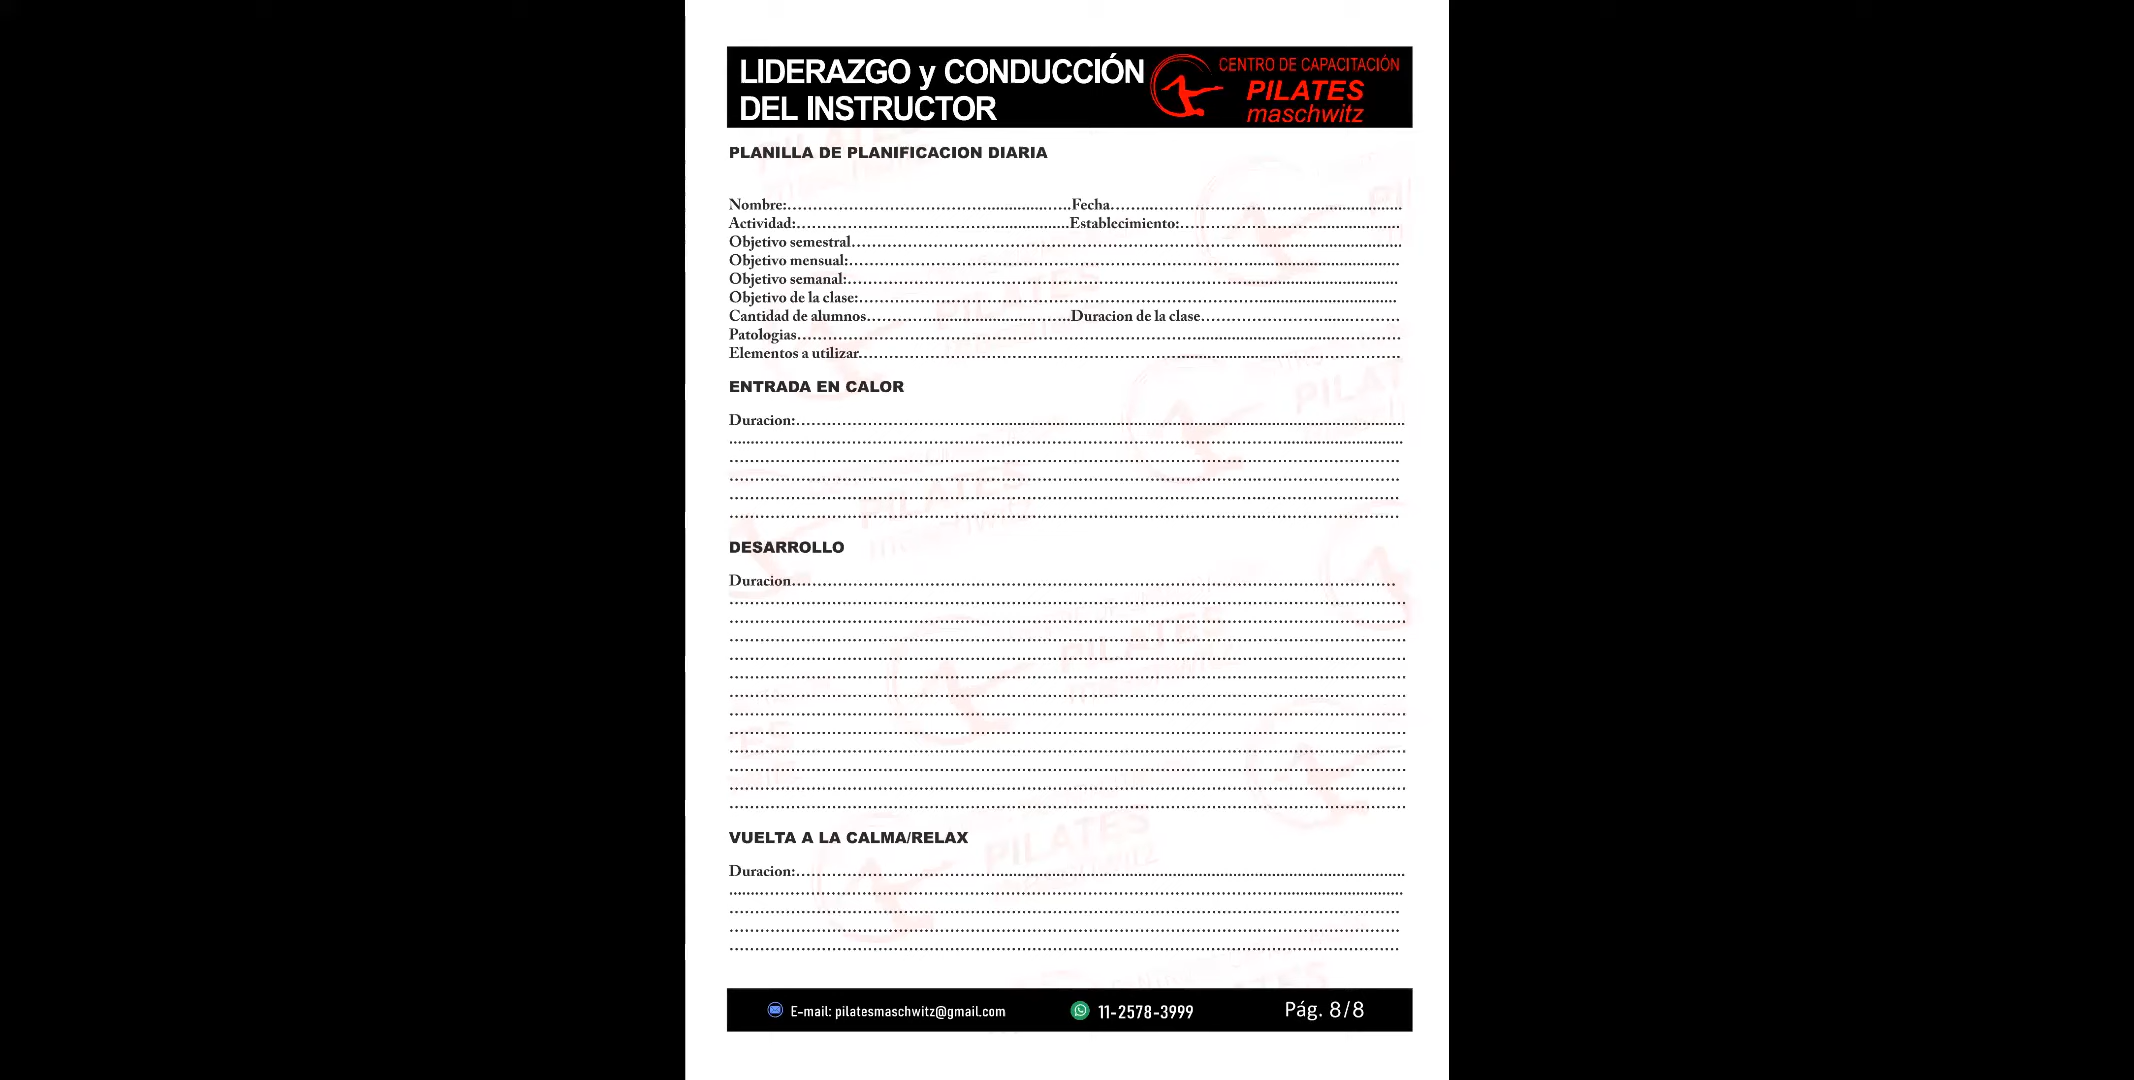 LIDERAZGO y CONDUCCIÓN
DEL INSTRUCTOR
CENTRO DE CAPACITACIÓN
PILATES
maschwitz
PLANILLA DE PLANIFICACION DIARIA
Nombre:..................................................Fecha..................................................
Actividad:..................................................Establecimiento:........................................
Objetivo semestral....................................................................................................
Objetivo mensual:....................................................................................................
Objetivo semanal:....................................................................................................
Objetivo de la clase:..................................................................................................
Cantidad de alumnos........................................Duracion de la clase........................................
Patologias..............................................................................................................
Elementos a utilizar....................................................................................................
ENTRADA EN CALOR
Duracion:..............................................................................................................
DESARROLLO
Duracion...............................................................................................................
VUELTA A LA CALMA/RELAX
Duracion:..............................................................................................................
E-mail: pilatesmaschwitz@gmail.com
11-2578-3999
Pág. 8/8